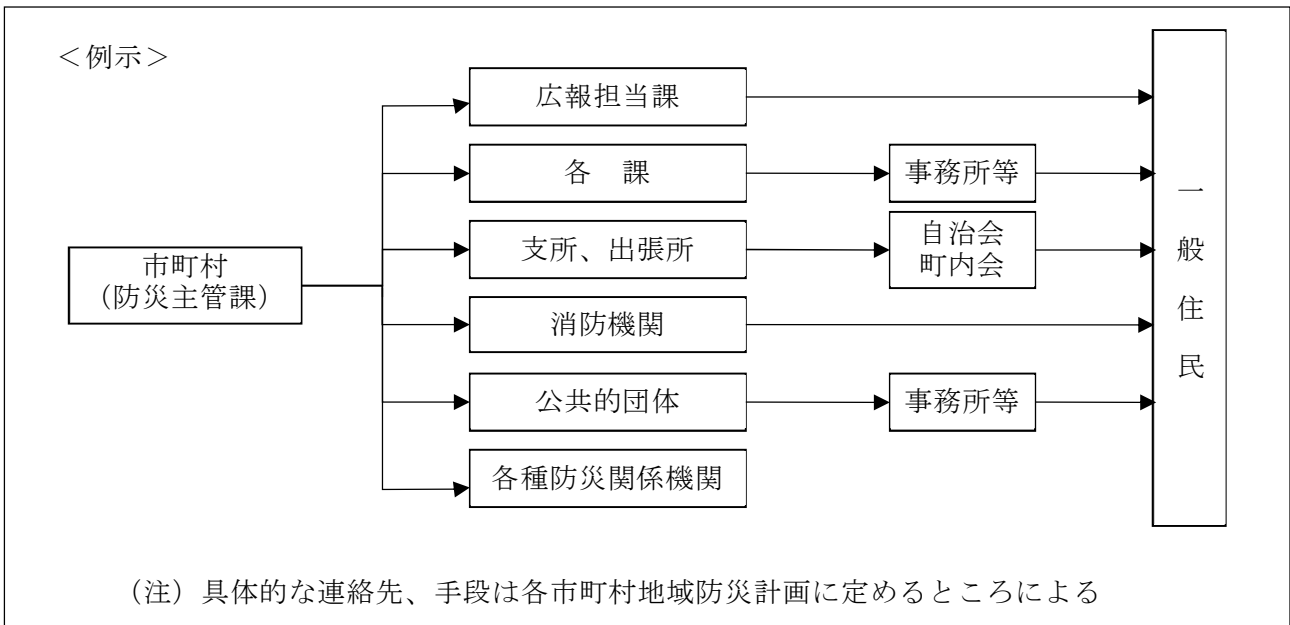 ＜例示＞
広報担当課
各　課
事務所等
支所、出張所
自治会
町内会
市町村
（防災主管課）
消防機関
公共的団体
事務所等
各種防災関係機関
一般住民
（注）具体的な連絡先、手段は各市町村地域防災計画に定めるところによる